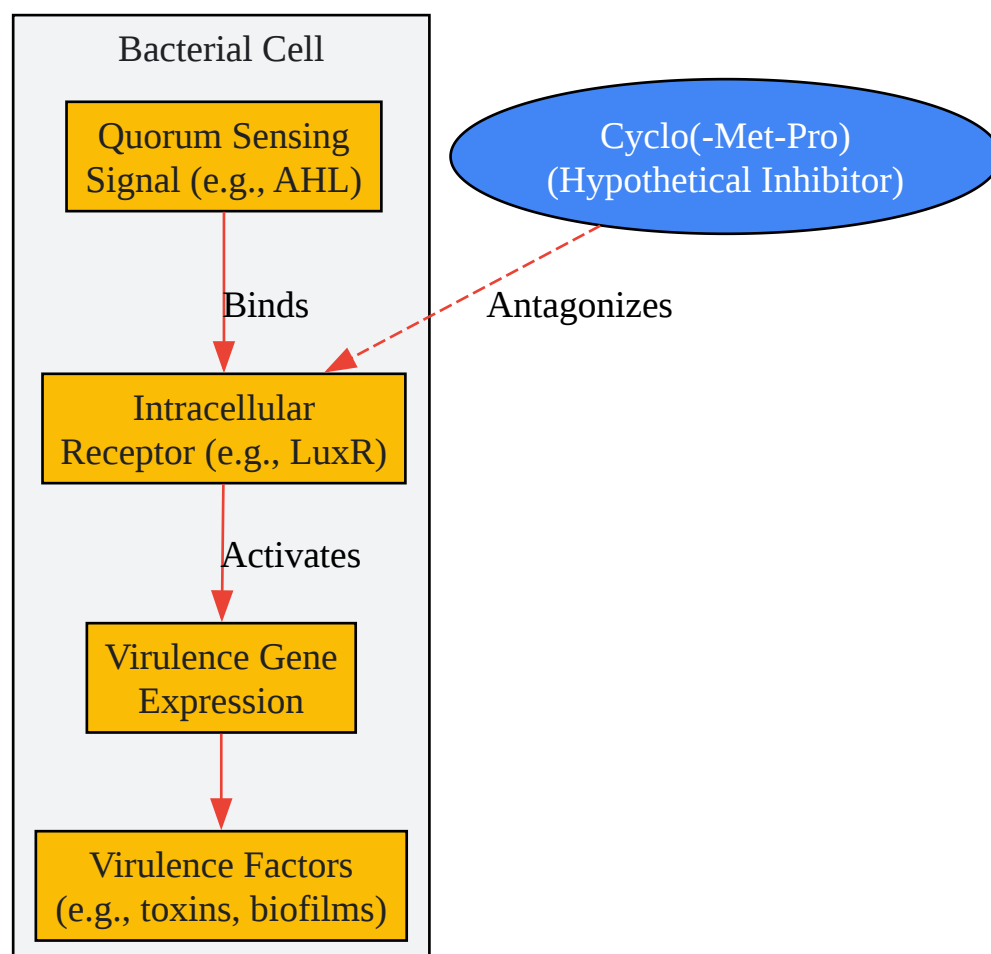 Bacterial Cell
Quorum Sensing
Signal (e.g., AHL)
Cyclo(-Met-Pro)
(Hypothetical Inhibitor)
Binds
Antagonizes
Intracellular
Receptor (e.g., LuxR)
Activates
Virulence Gene
Expression
Virulence Factors
(e.g., toxins, biofilms)